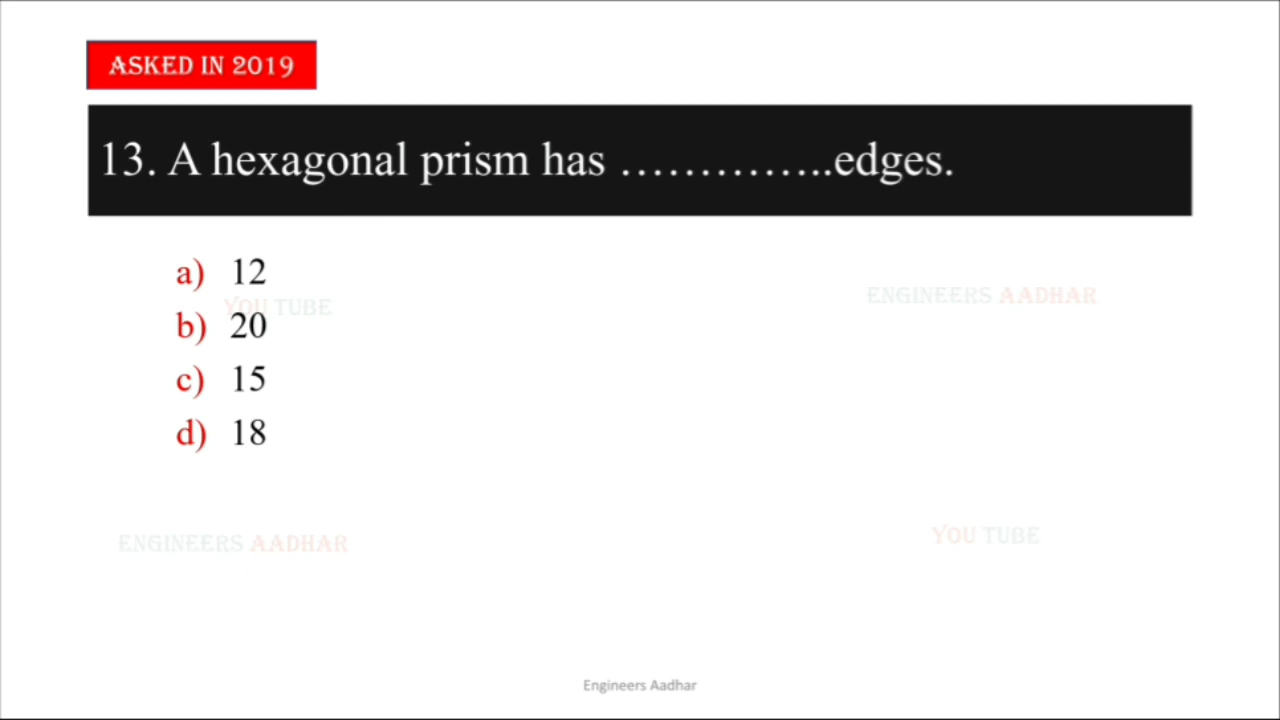 ASKED IN 2019
13. A hexagonal prism has …………..edges.
a) 12
YOU TUBE
ENGINEERS AADHAR
b) 20
c) 15
d) 18
ENGINEERS AADHAR
YOU TUBE
Engineers Aadhar